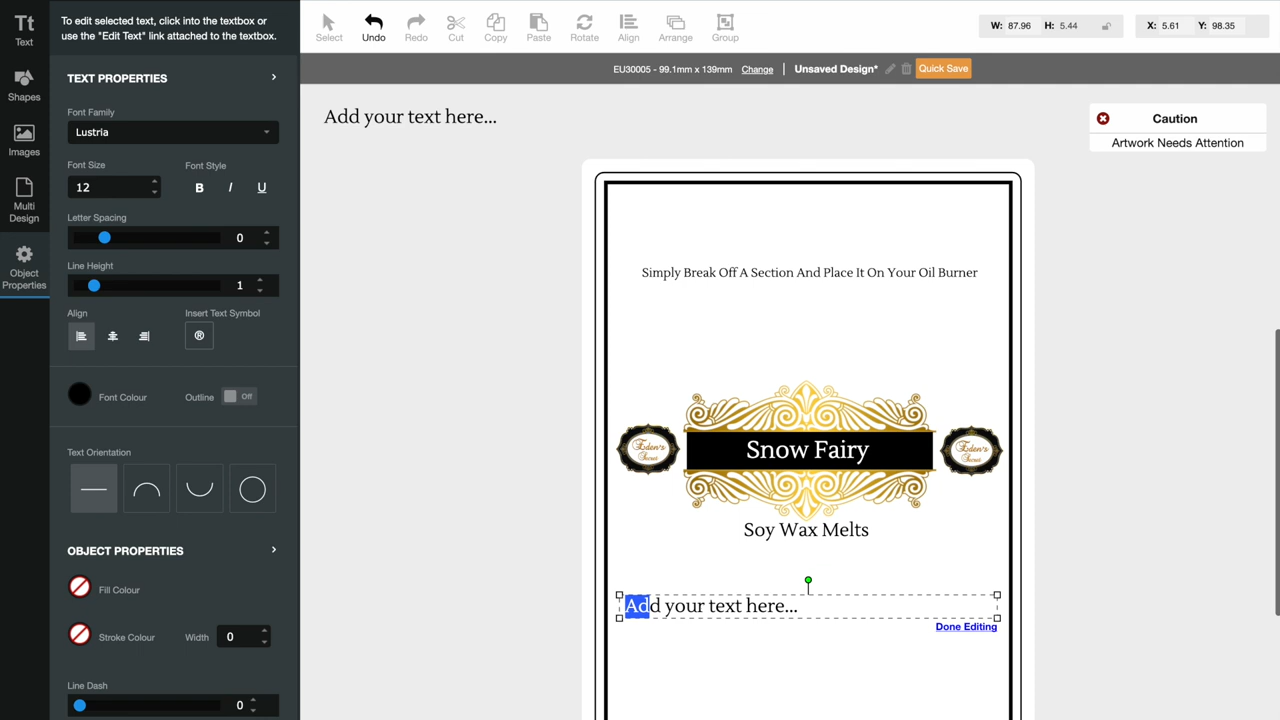 Text
Shapes
Images
Multi
Design
Object
Properties
To edit selected text, click into the textbox or
use the "Edit Text" link attached to the textbox.
TEXT PROPERTIES
Font Family
Lustria
Font Size
Font Style
12
B I U
Letter Spacing
0
Line Height
1
Align
Insert Text Symbol
®
Font Colour
Outline
Off
Text Orientation
OBJECT PROPERTIES
Fill Colour
Stroke Colour
Width
0
Line Dash
0
Select
Undo
Redo
Cut
Copy
Paste
Rotate
Align
Arrange
Group
W: 87.96 H: 5.44
X: 5.61 Y: 98.35
EU30005 - 99.1mm x 139mm Change | Unsaved Design* Quick Save
Add your text here...
Caution
Artwork Needs Attention
Simply Break Off A Section And Place It On Your Oil Burner
Eden's
Secret
Snow Fairy
Eden's
Secret
Soy Wax Melts
Add your text here...
Done Editing